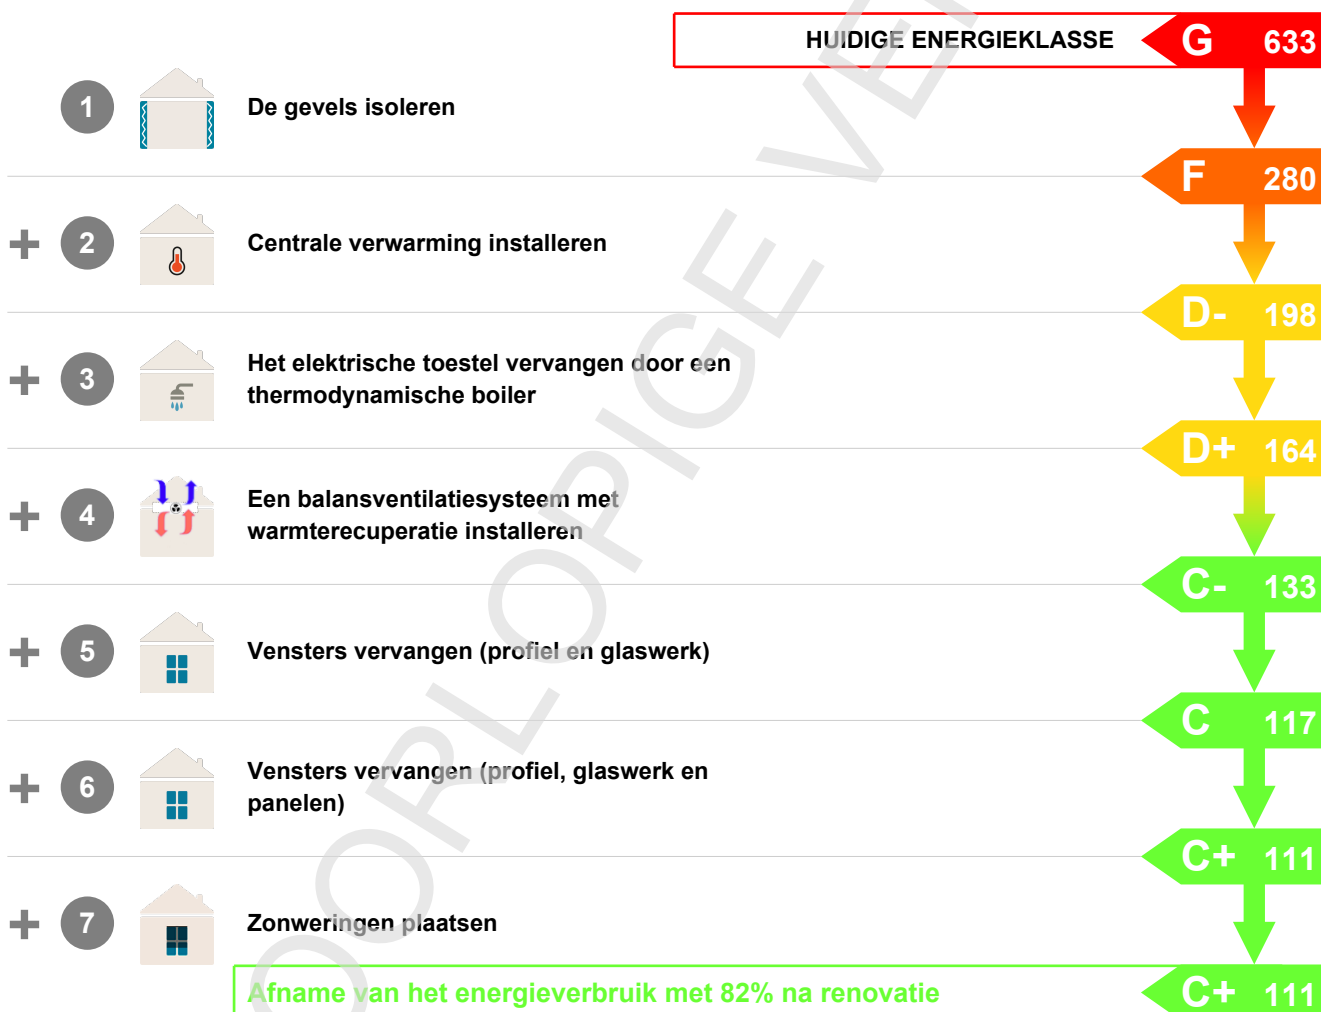 HUIDIGE ENERGIEKLASSE G 633
1 De gevels isoleren
F 280
+ 2 Centrale verwarming installeren
D- 198
+ 3 Het elektrische toestel vervangen door een
thermodynamische boiler
D+ 164
+ 4 Een balansventilatiesysteem met
warmterecuperatie installeren
C- 133
+ 5 Vensters vervangen (profiel en glaswerk)
C 117
+ 6 Vensters vervangen (profiel, glaswerk en
panelen)
C+ 111
+ 7 Zonweringen plaatsen
Afname van het energieverbruik met 82% na renovatie C+ 111
OORLOPIGE VE